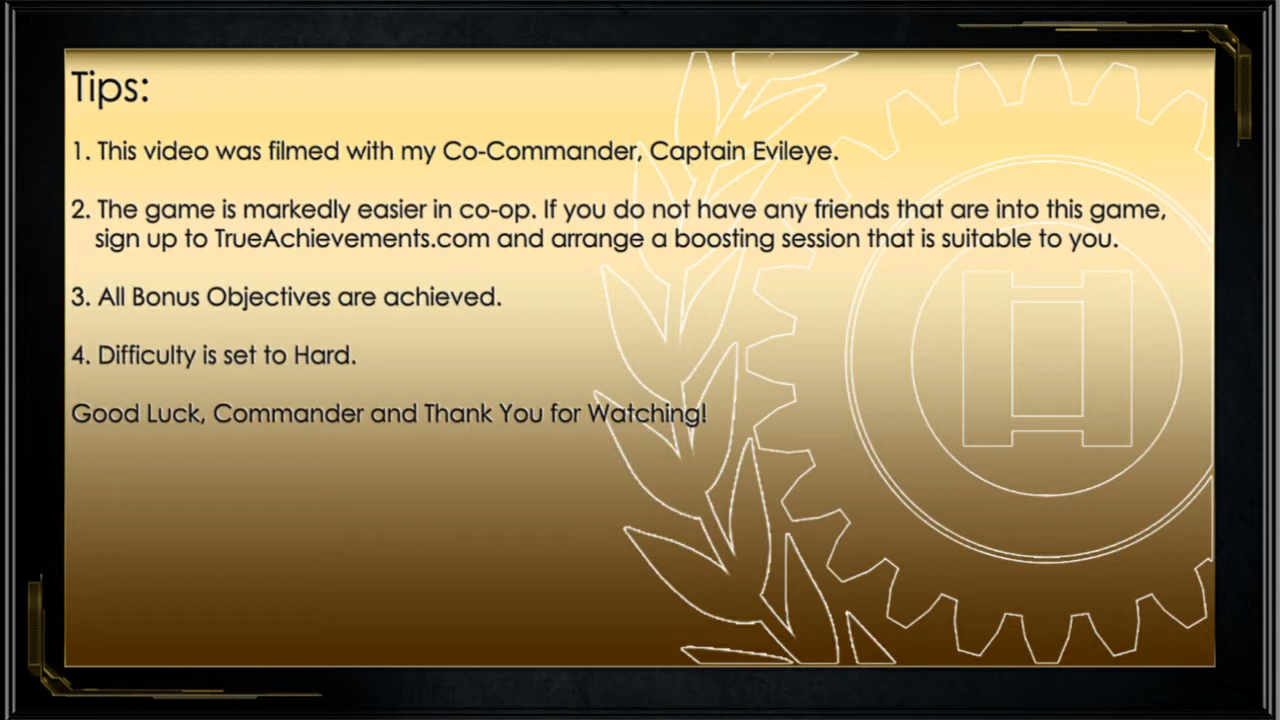 Tips:
1. This video was filmed with my Co-Commander, Captain Evileye.
2. The game is markedly easier in co-op. If you do not have any friends that are into this game,
sign up to TrueAchievements.com and arrange a boosting session that is suitable to you.
3. All Bonus Objectives are achieved.
4. Difficulty is set to Hard.
Good Luck, Commander and Thank You for Watching!